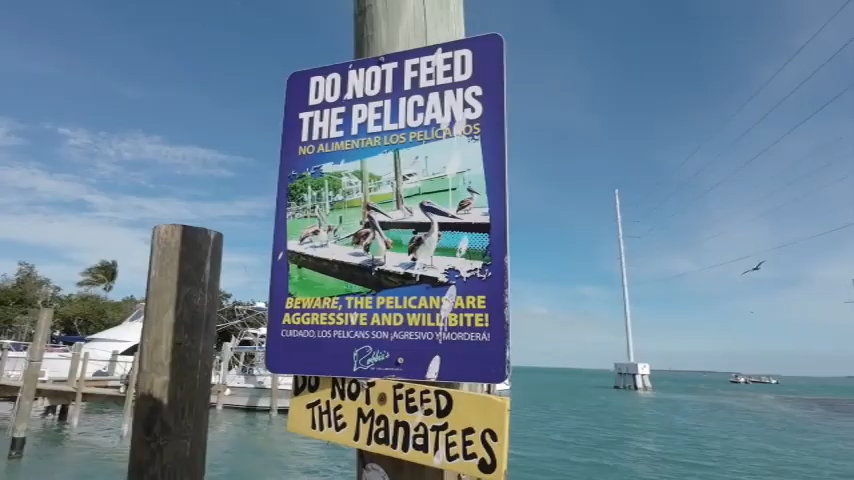 DO NOT FEED
THE PELICANS
NO ALIMENTAR LOS PELÍCANOS
BEWARE, THE PELICANS ARE
AGGRESSIVE AND WILL BITE!
CUIDADO, LOS PELICANS SON ¡AGRESIVO Y MORDERÁ!
Robbie's
DO NOT FEED
THE MANATEES